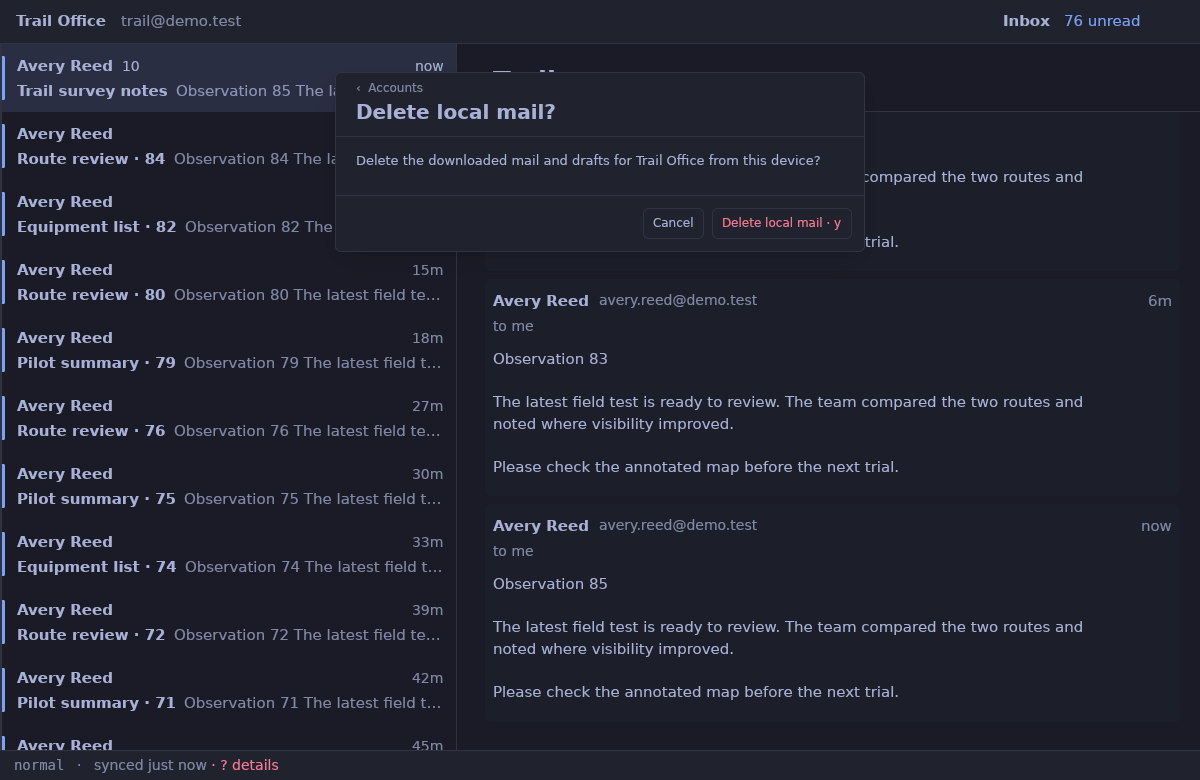 Trail Office trail@demo.test
Inbox 76 unread
Avery Reed 10 now
Trail survey notes Observation 85 The
Avery Reed
Route review · 84 Observation 84 The
Avery Reed
Equipment list · 82 Observation 82 The
Avery Reed 15m
Route review · 80 Observation 80 The latest field te…
Avery Reed 18m
Pilot summary · 79 Observation 79 The latest field t…
Avery Reed 27m
Route review · 76 Observation 76 The latest field te…
Avery Reed 30m
Pilot summary · 75 Observation 75 The latest field t…
Avery Reed 33m
Equipment list · 74 Observation 74 The latest field t…
Avery Reed 39m
Route review · 72 Observation 72 The latest field te…
Avery Reed 42m
Pilot summary · 71 Observation 71 The latest field t…
Avery Reed 45m
‹ Accounts
Delete local mail?
Delete the downloaded mail and drafts for Trail Office from this device?
Cancel Delete local mail · y
compared the two routes and
trial.
Avery Reed avery.reed@demo.test 6m
to me
Observation 83
The latest field test is ready to review. The team compared the two routes and
noted where visibility improved.
Please check the annotated map before the next trial.
Avery Reed avery.reed@demo.test now
to me
Observation 85
The latest field test is ready to review. The team compared the two routes and
noted where visibility improved.
Please check the annotated map before the next trial.
normal · synced just now · ? details